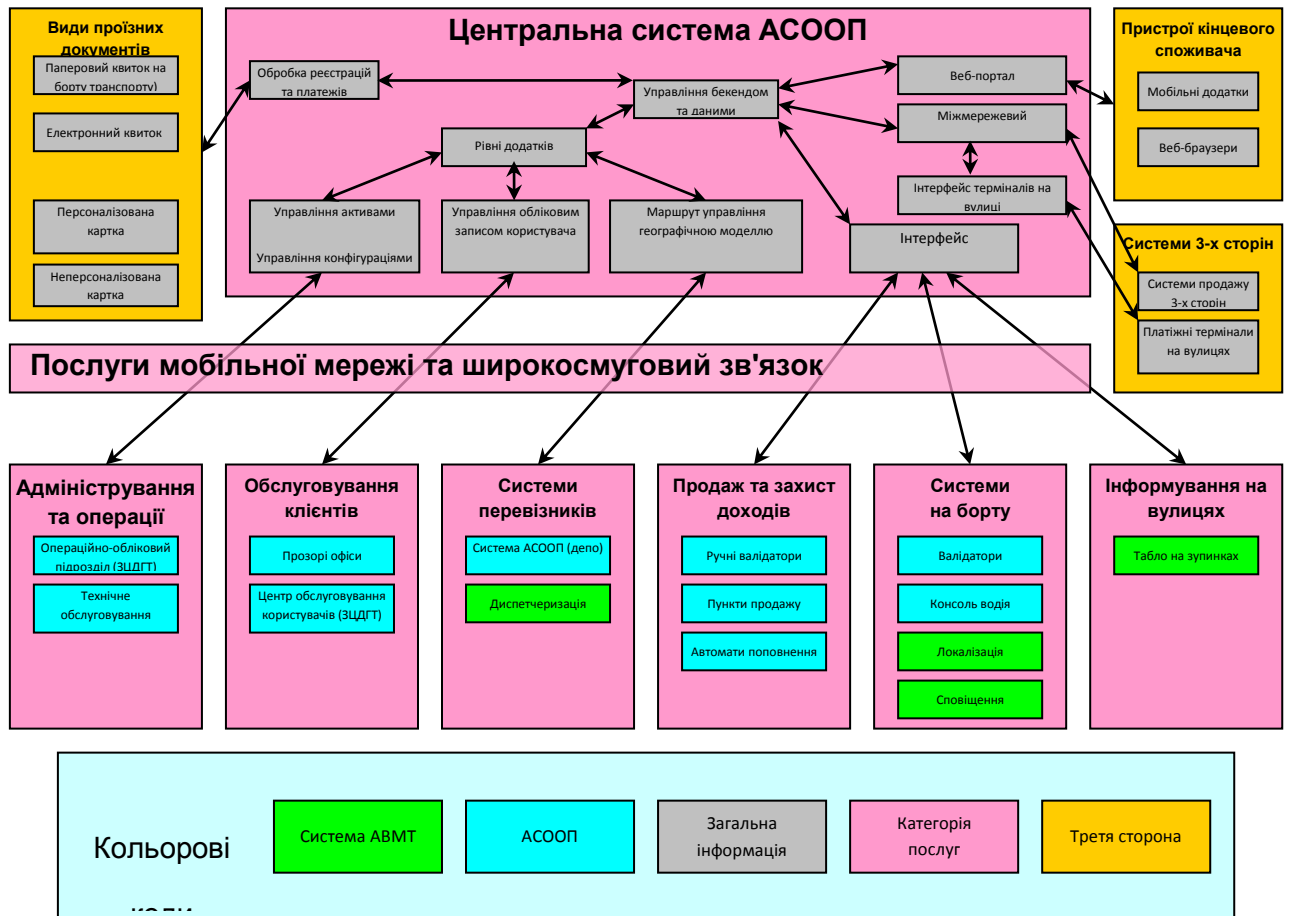 Види проїзних
документів
Паперовий квиток на
борту транспорту)
Електронний квиток
Персоналізована
картка
Неперсоналізована
картка
Центральна система АСООП
Обробка реєстрацій
та платежів
Управління бекендом
та даними
Веб-портал
Міжмережевий
Рівні додатків
Інтерфейс терміналів на
вулиці
Управління активами
Управління конфігураціями
Управління обліковим
записом користувача
Маршрут управління
географічною моделлю
Інтерфейс
Пристрої кінцевого
споживача
Мобільні додатки
Веб-браузери
Системи 3-х сторін
Системи продажу
3-х сторін
Платіжні термінали
на вулицях
Послуги мобільної мережі та широкосмуговий зв'язок
Адміністрування
та операції
Операційно-обліковий
підрозділ (ЗЦДГТ)
Технічне
обслуговування
Обслуговування
клієнтів
Прозорі офіси
Центр обслуговування
користувачів (ЗЦДГТ)
Системи
перевізників
Система АСООП (депо)
Диспетчеризація
Продаж та захист
доходів
Ручні валідатори
Пункти продажу
Автомати поповнення
Системи
на борту
Валідатори
Консоль водія
Локалізація
Сповіщення
Інформування на
вулицях
Табло на зупинках
Кольорові
коди
Система АВМТ
АСООП
Загальна
інформація
Категорія
послуг
Третя сторона